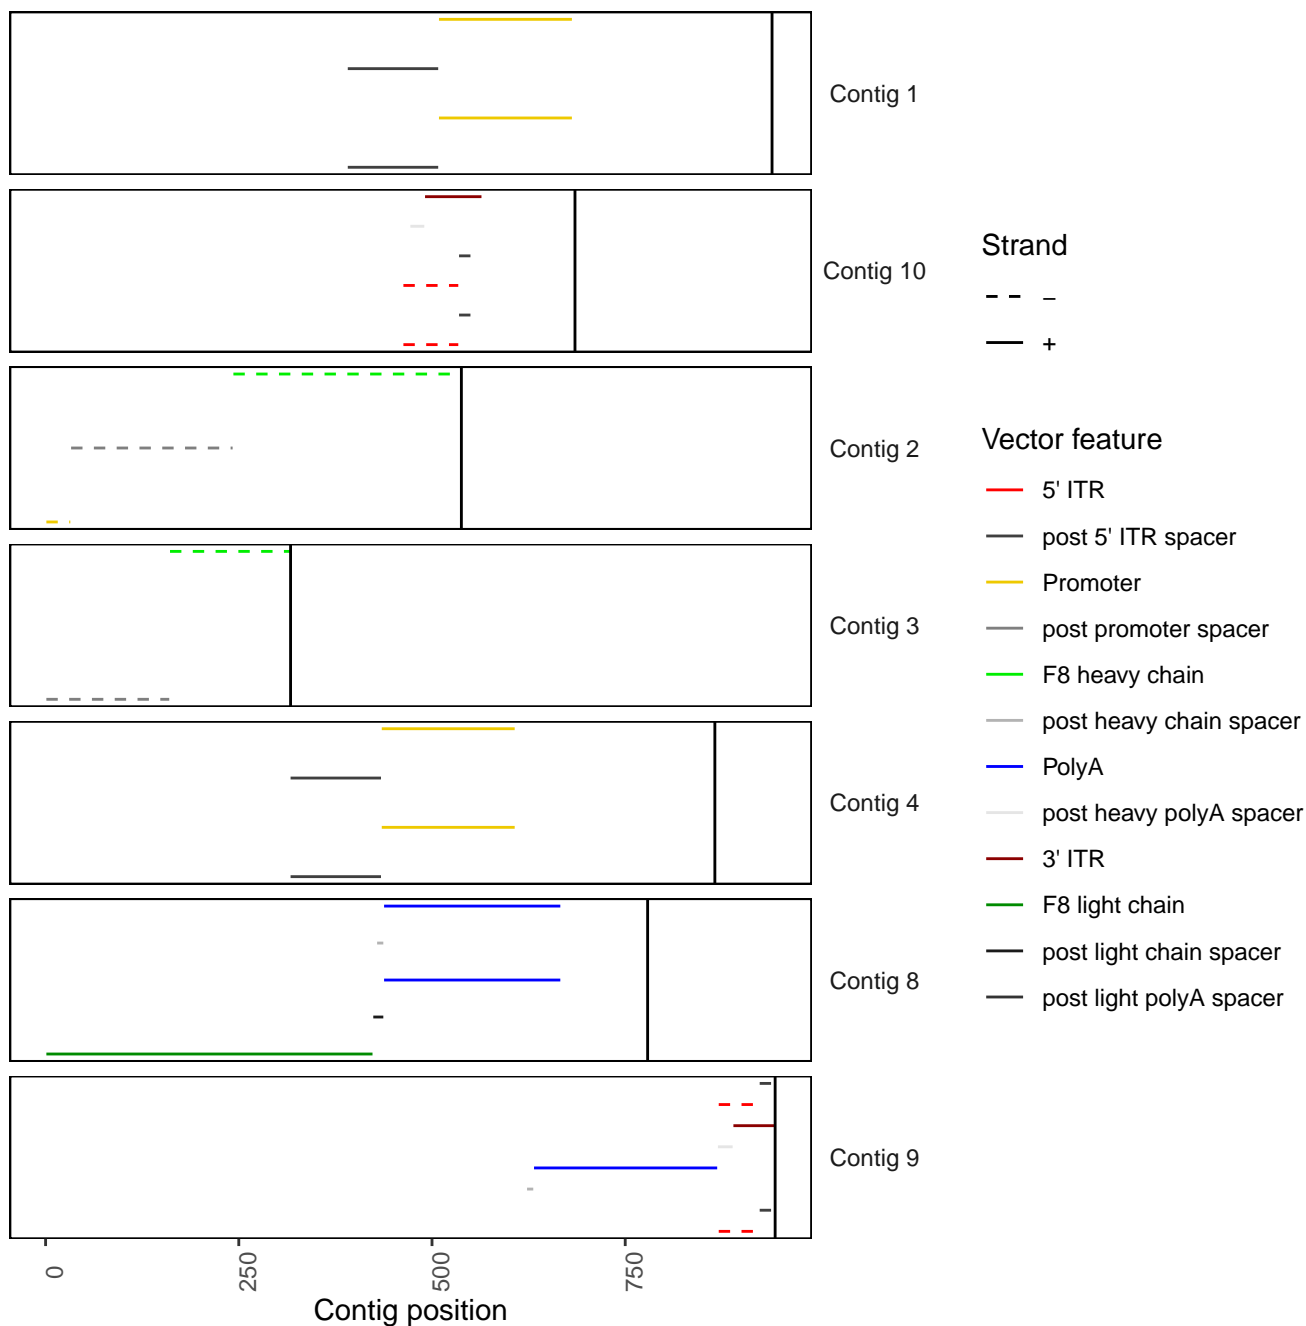 Contig 1
Contig 10
Contig 2
Contig 3
Contig 4
Contig 8
Contig 9
0
250
500
750
Contig position
Strand
−
+
Vector feature
5' ITR
post 5' ITR spacer
Promoter
post promoter spacer
F8 heavy chain
post heavy chain spacer
PolyA
post heavy polyA spacer
3' ITR
F8 light chain
post light chain spacer
post light polyA spacer